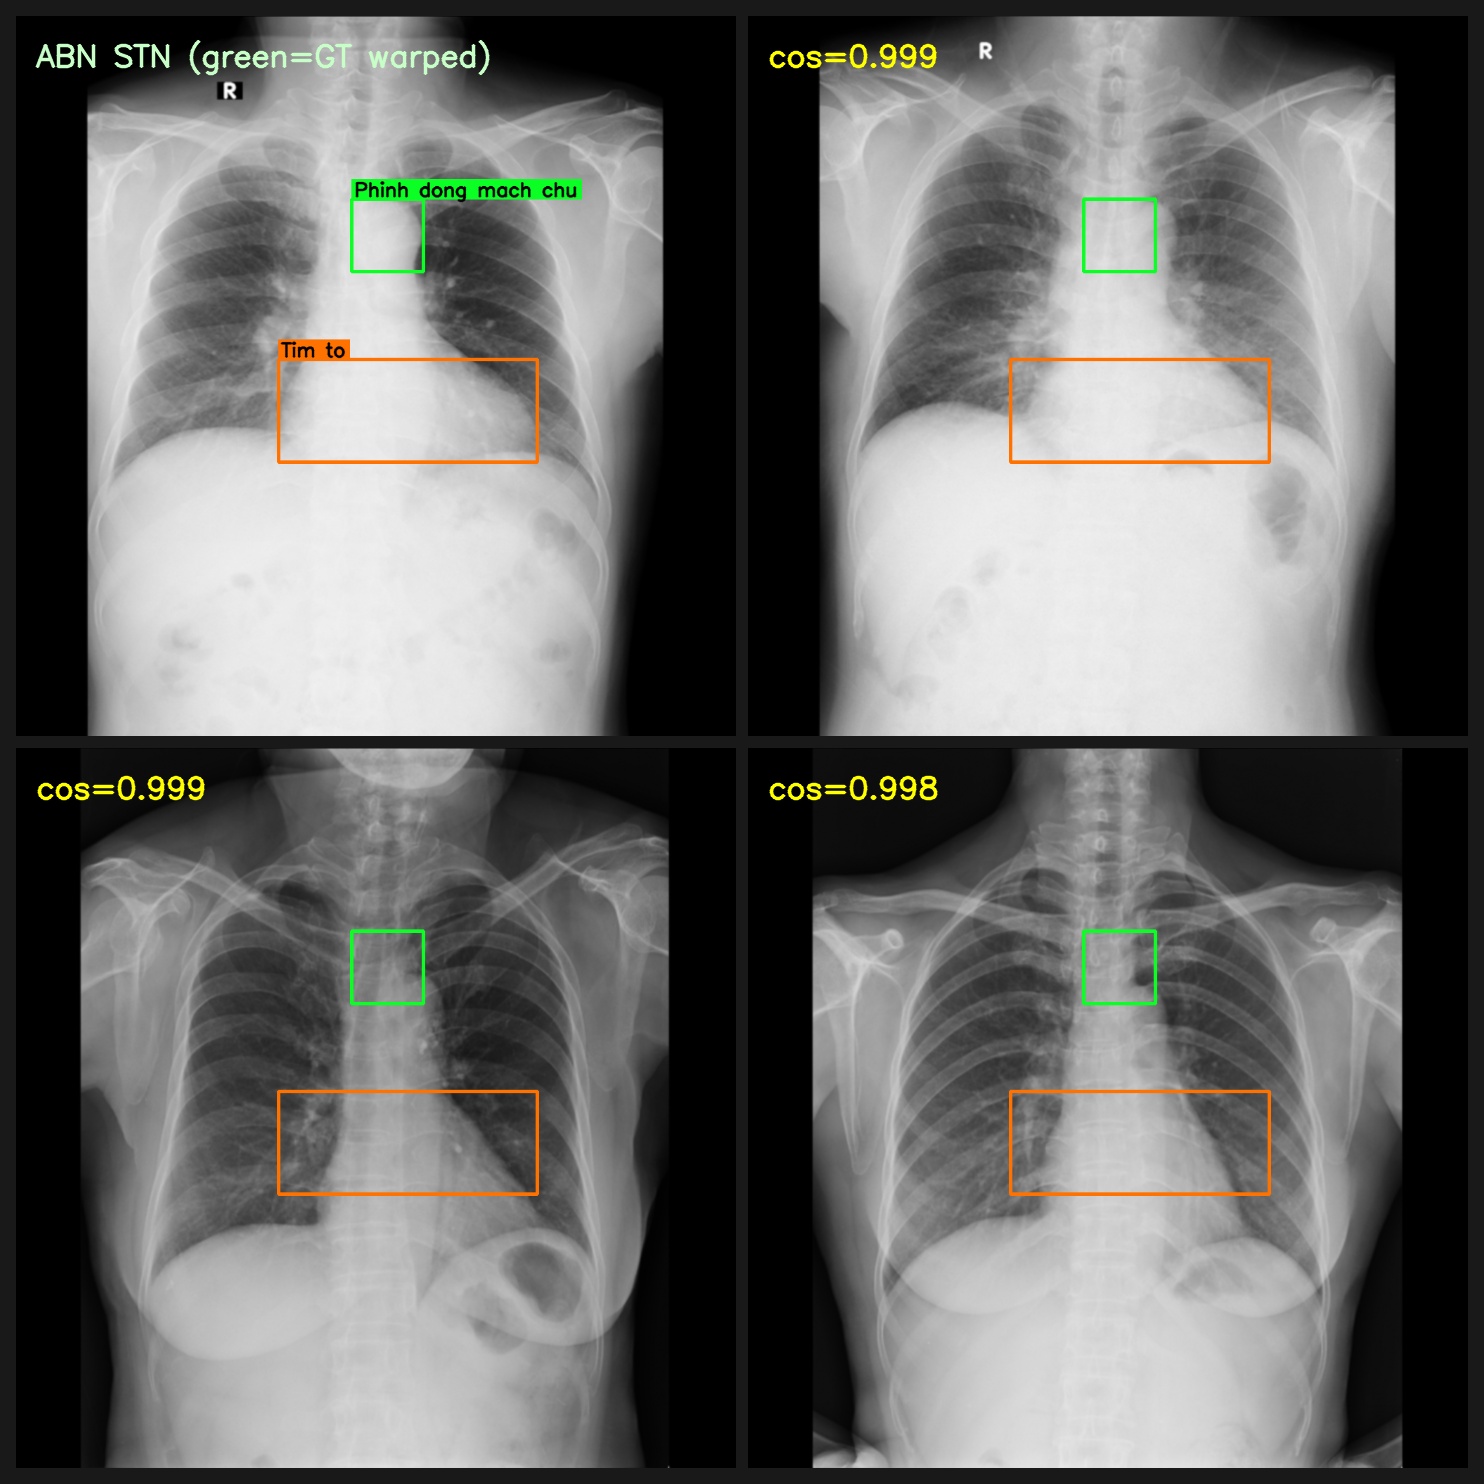 ABN STN (green=GT warped)
R
Phinh dong mach chu
Tim to
cos=0.999
R
cos=0.999
cos=0.998